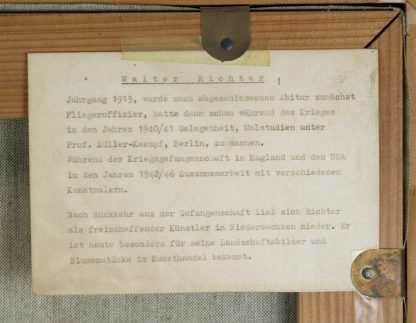 Walter Richter
Jahrgang 1913, wurde nach abgeschlossenem Abitur zunächst
Fliegeroffizier, hatte dann schon während des Krieges
in den Jahren 1940/41 Gelegenheit, Malstudien unter
Prof. Müller-Kaempf, Berlin, zu machen.
Während der Kriegsgefangenschaft in England und den USA
in den Jahren 1942/46 Zusammenarbeit mit verschiedenen
Kunstmalern.
Nach Rückkehr aus der Gefangenschaft ließ sich Richter
als freischaffender Künstler in Niedersachsen nieder. Er
ist heute besonders für seine Landschaftsbilder und
Blumenstücke im Kunsthandel bekannt.